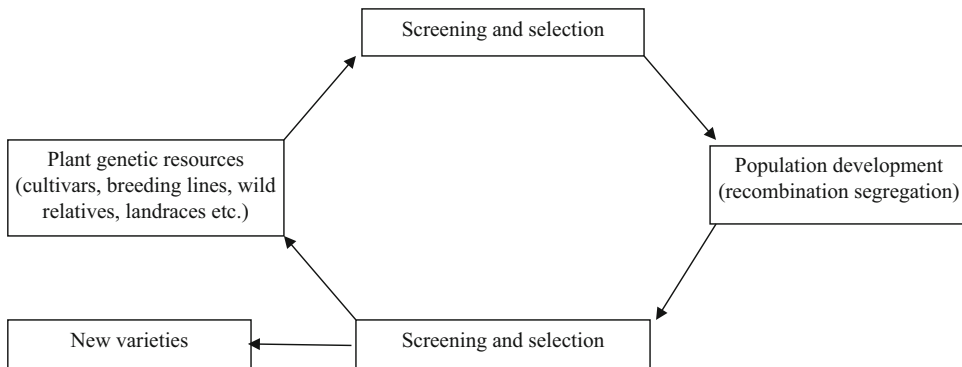 Screening and selection
Plant genetic resources
(cultivars, breeding lines, wild
relatives, landraces etc.)
Population development
(recombination segregation)
New varieties
Screening and selection